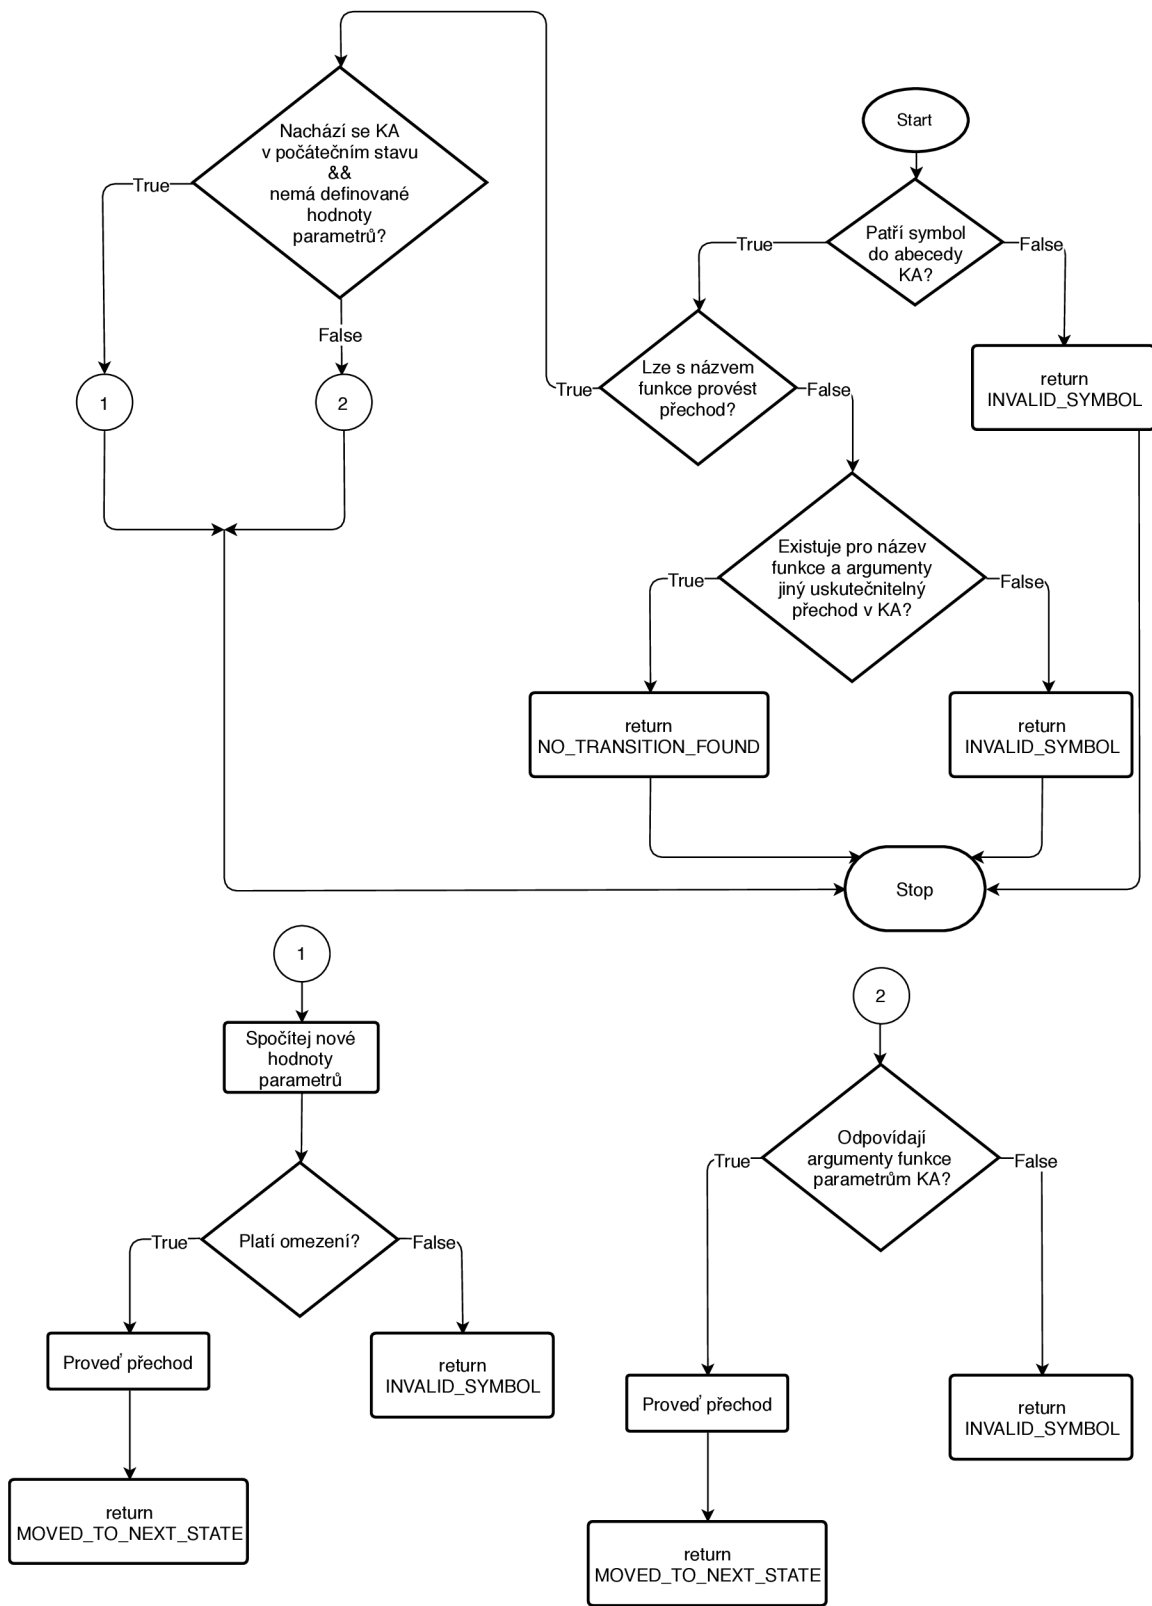 Start
Patří symbol
do abecedy
KA?
True
False
return
INVALID_SYMBOL
Lze s názvem
funkce provést
přechod?
True
False
Nachází se KA
v počátečním stavu
&&
nemá definované
hodnoty
parametrů?
True
False
1
2
Existuje pro název
funkce a argumenty
jiný uskutečnitelný
přechod v KA?
True
False
return
NO_TRANSITION_FOUND
return
INVALID_SYMBOL
Stop
1
Spočítej nové
hodnoty
parametrů
Platí omezení?
True
False
Proveď přechod
return
INVALID_SYMBOL
return
MOVED_TO_NEXT_STATE
2
Odpovídají
argumenty funkce
parametrům KA?
True
False
Proveď přechod
return
INVALID_SYMBOL
return
MOVED_TO_NEXT_STATE